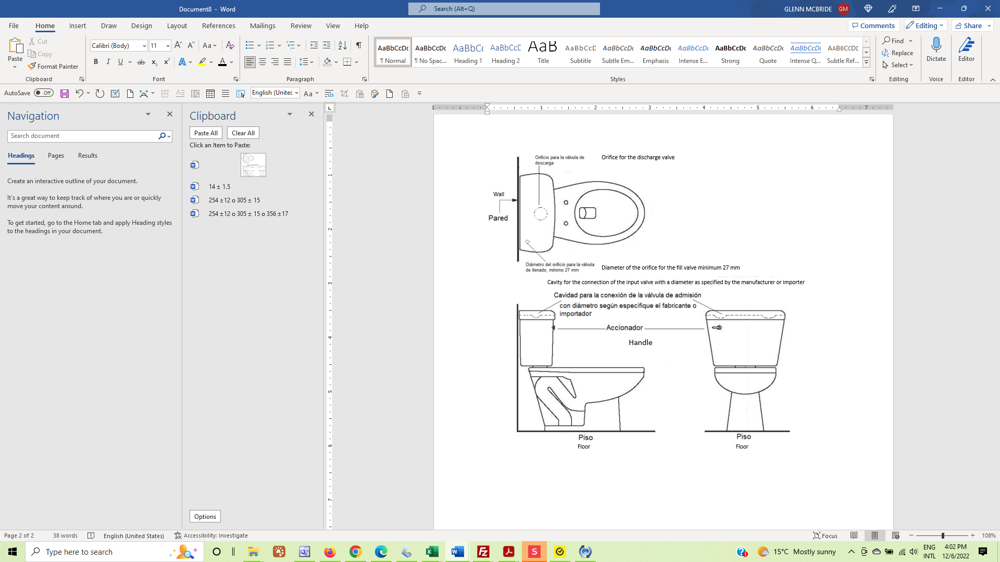 Document8 - Word
Search (Alt+Q)
GLENN MCBRIDE
GM
File
Home
Insert
Draw
Design
Layout
References
Mailings
Review
View
Help
Comments
Editing
Share
Paste
Cut
Copy
Format Painter
Clipboard
Calibri (Body)
11
Font
Paragraph
AaBbCcDc
¶ Normal
AaBbCcDc
¶ No Spac...
AaBbCc
Heading 1
AaBbCcD
Heading 2
AaB
Title
AaBbCcD
Subtitle
AaBbCcDc
Subtle Em...
AaBbCcDc
Emphasis
AaBbCcDc
Intense E...
AaBbCcDc
Strong
AaBbCcDc
Quote
AaBbCcDc
Intense Q...
AABBCCDD
Subtle Ref...
Styles
Find
Replace
Select
Editing
Dictate
Voice
Editor
Editor
AutoSave
Off
English (Unitec
Aa
Navigation
Search document
Headings
Pages
Results
Create an interactive outline of your document.
It's a great way to keep track of where you are or quickly
move your content around.
To get started, go to the Home tab and apply Heading styles
to the headings in your document.
Clipboard
Paste All
Clear All
Click an Item to Paste:
14 ± 1.5
254 ±12 o 305 ± 15
254 ±12 o 305 ± 15 o 356 ±17
Options
Orificio para la válvula de
descarga
Orifice for the discharge valve
Wall
Pared
Diámetro del orificio para la válvula
de llenado, mínimo 27 mm
Diameter of the orifice for the fill valve minimum 27 mm
Cavity for the connection of the input valve with a diameter as specified by the manufacturer or importer
Cavidad para la conexión de la válvula de admisión
con diámetro según especifique el fabricante o
importador
Accionador
Handle
Piso
Floor
Piso
Floor
Page 2 of 2
38 words
English (United States)
Accessibility: Investigate
Focus
108%
Type here to search
15°C Mostly sunny
ENG
INTL
4:02 PM
12/6/2022